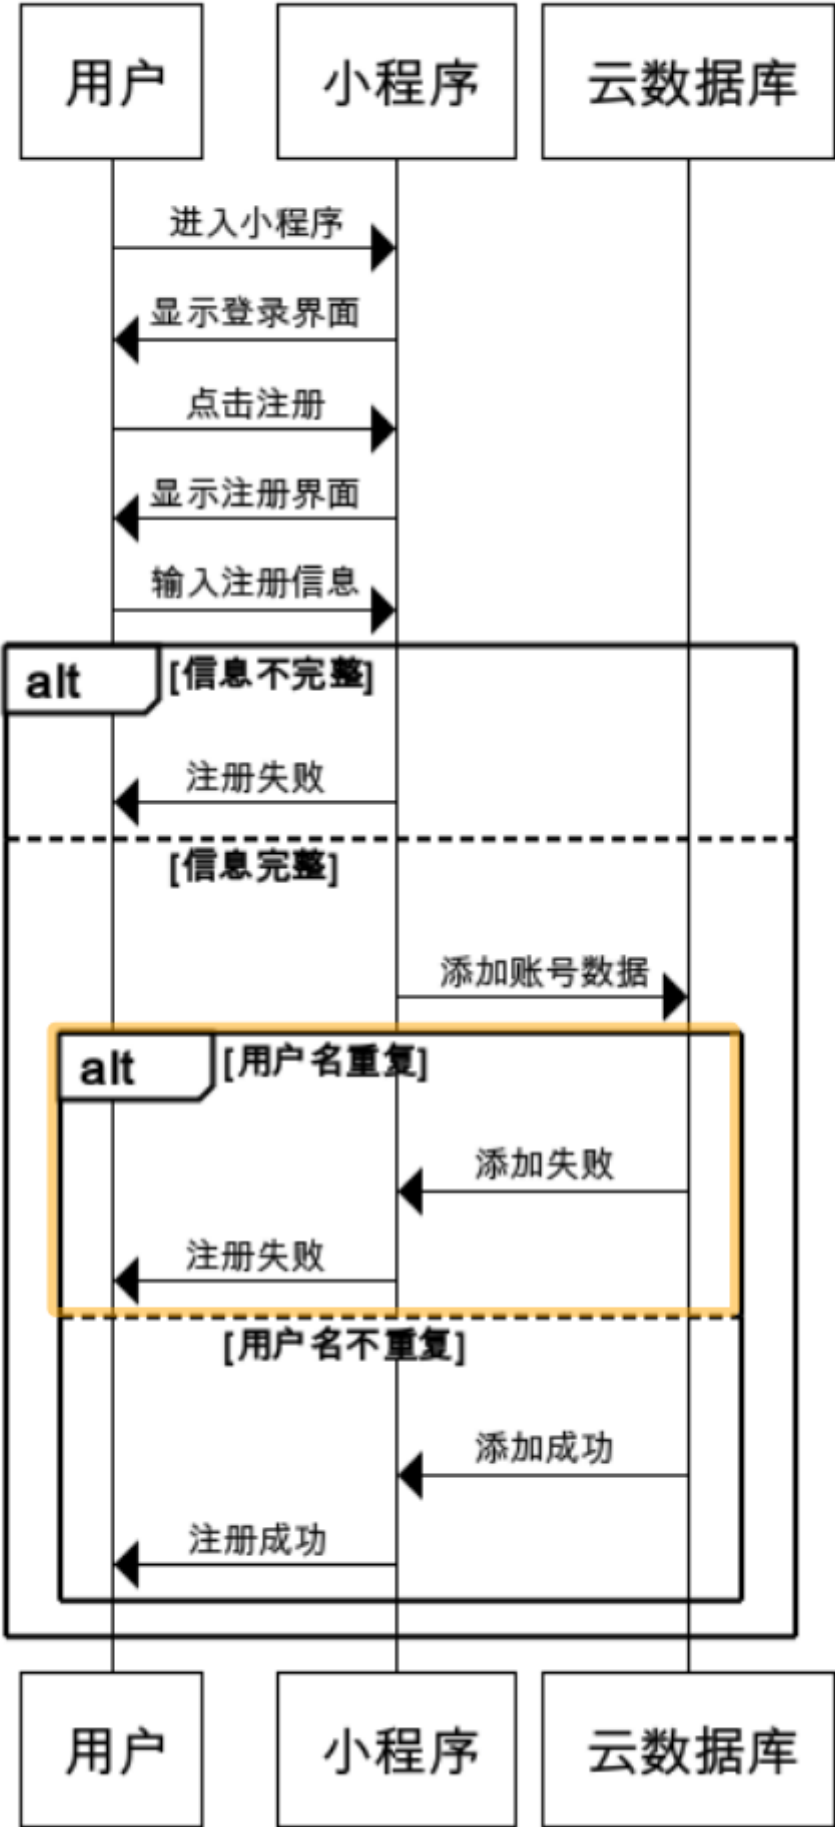 用户
小程序
云数据库
进入小程序
显示登录界面
点击注册
显示注册界面
输入注册信息
alt
[信息不完整]
注册失败
[信息完整]
添加账号数据
alt
[用户名重复]
添加失败
注册失败
[用户名不重复]
添加成功
注册成功
用户
小程序
云数据库